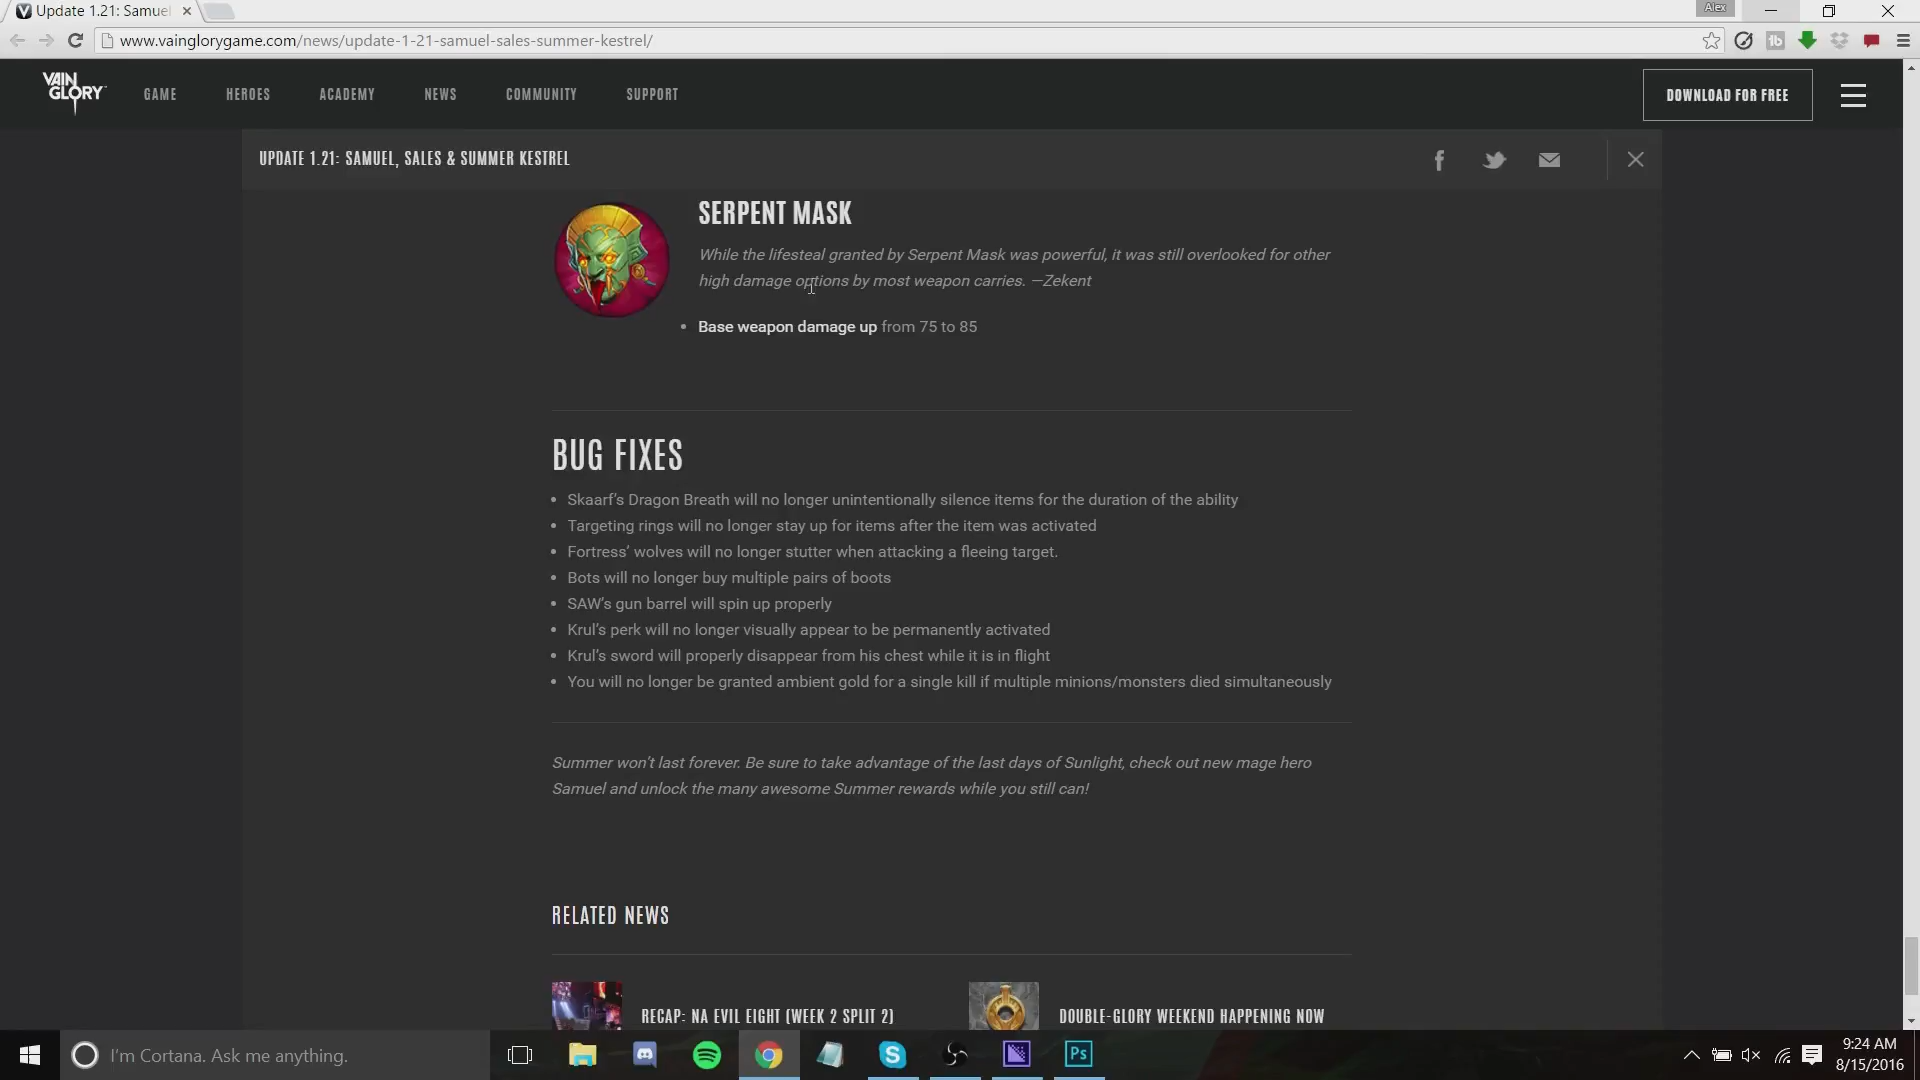 Update 1.21: Samuel
Alex
www.vainglorygame.com/news/update-1-21-samuel-sales-summer-kestrel/
VAIN
GLORY
GAME
HEROES
ACADEMY
NEWS
COMMUNITY
SUPPORT
DOWNLOAD FOR FREE
UPDATE 1.21: SAMUEL, SALES & SUMMER KESTREL
SERPENT MASK
While the lifesteal granted by Serpent Mask was powerful, it was still overlooked for other
high damage options by most weapon carries. —Zekent
• Base weapon damage up from 75 to 85
BUG FIXES
• Skaarf’s Dragon Breath will no longer unintentionally silence items for the duration of the ability
• Targeting rings will no longer stay up for items after the item was activated
• Fortress’ wolves will no longer stutter when attacking a fleeing target.
• Bots will no longer buy multiple pairs of boots
• SAW’s gun barrel will spin up properly
• Krul’s perk will no longer visually appear to be permanently activated
• Krul’s sword will properly disappear from his chest while it is in flight
• You will no longer be granted ambient gold for a single kill if multiple minions/monsters died simultaneously
Summer won’t last forever. Be sure to take advantage of the last days of Sunlight, check out new mage hero
Samuel and unlock the many awesome Summer rewards while you still can!
RELATED NEWS
RECAP: NA EVIL EIGHT (WEEK 2 SPLIT 2)
DOUBLE-GLORY WEEKEND HAPPENING NOW
I'm Cortana. Ask me anything.
Ps
9:24 AM
8/15/2016